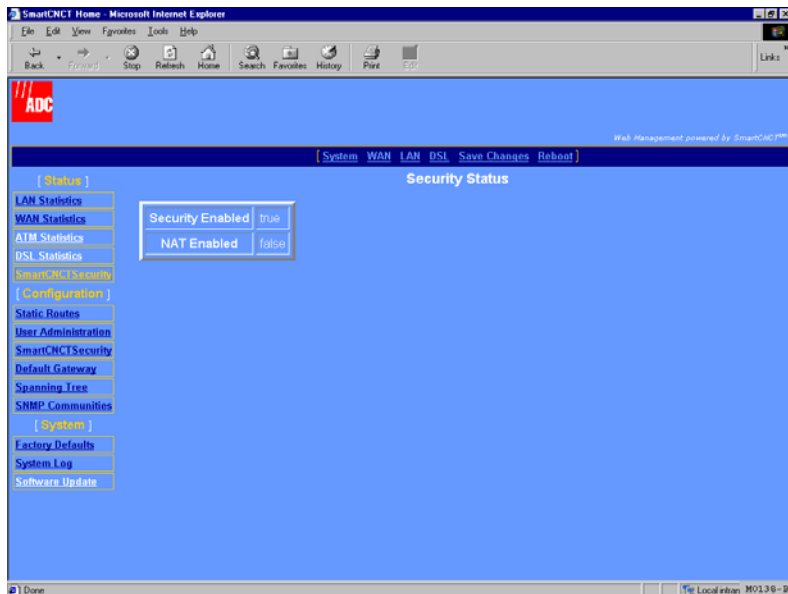 SmartCNCT Home - Microsoft Internet Explorer
File Edit View Favorites Tools Help
Back Forward Stop Refresh Home Search Favorites History Print Edit Links
ADC
Web Management powered by SmartCNCT™
[ System WAN LAN DSL Save Changes Reboot ]
[ Status ]
LAN Statistics
WAN Statistics
ATM Statistics
DSL Statistics
SmartCNCTSecurity
[ Configuration ]
Static Routes
User Administration
SmartCNCTSecurity
Default Gateway
Spanning Tree
SNMP Communities
[ System ]
Factory Defaults
System Log
Software Update
Security Status
Security Enabled true
NAT Enabled false
Done
Local intran